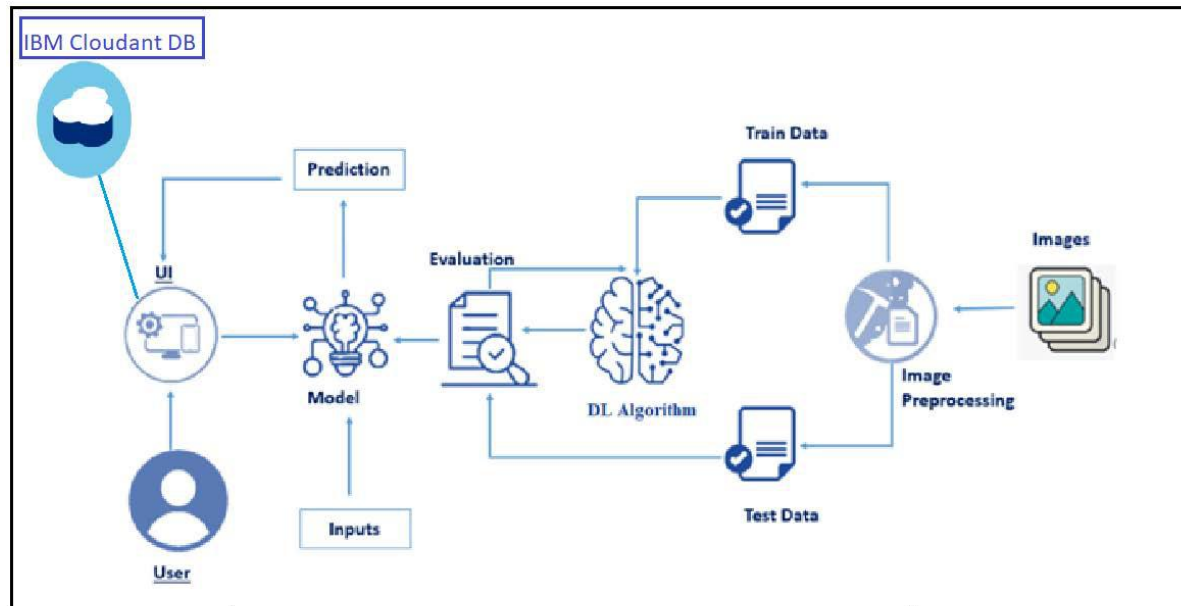 IBM Cloudant DB
Train Data
Prediction
Images
Evaluation
UI
Image
Preprocessing
Model
DL Algorithm
Inputs
Test Data
User